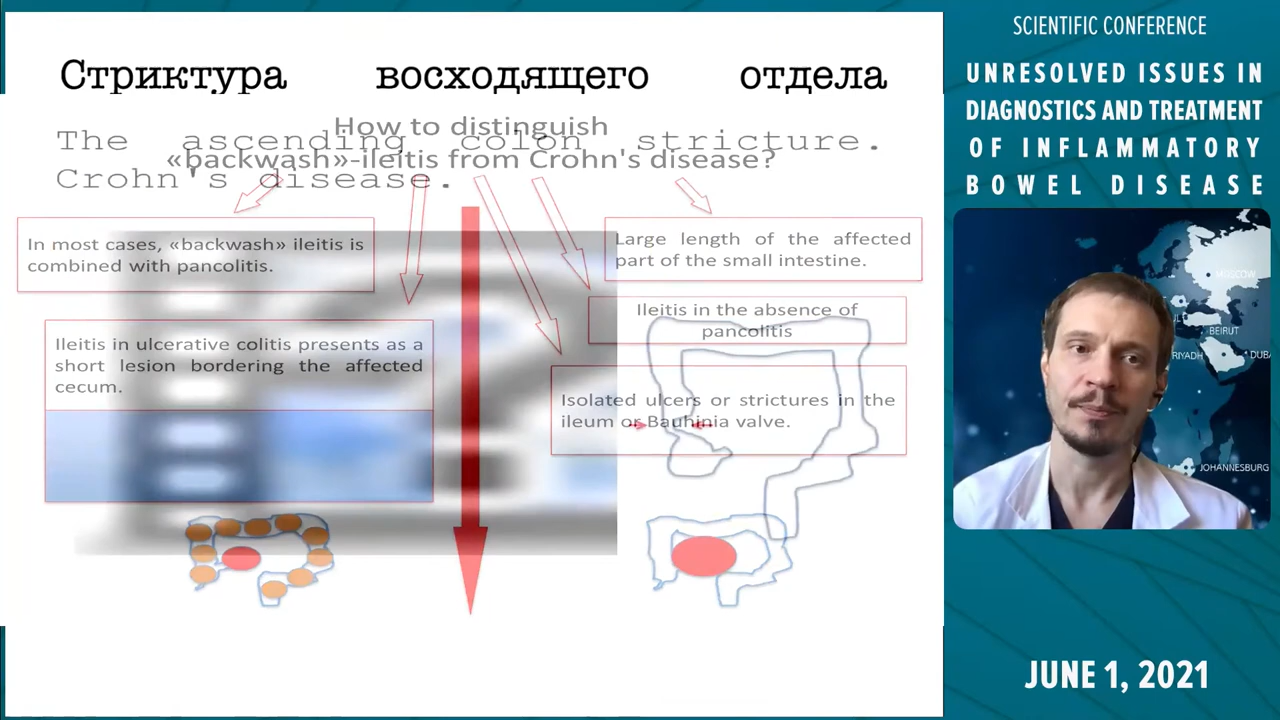 Стриктура восходящего отдела
How to distinguish
The ascending colon stricture.
«backwash»-ileitis from Crohn's disease?
Crohn's disease.
In most cases, «backwash» ileitis is
combined with pancolitis.
Ileitis in ulcerative colitis presents as a
short lesion bordering the affected
cecum.
Large length of the affected
part of the small intestine.
Ileitis in the absence of
pancolitis
Isolated ulcers or strictures in the
ileum or Bauhinia valve.
SCIENTIFIC CONFERENCE
UNRESOLVED ISSUES IN
DIAGNOSTICS AND TREATMENT
OF INFLAMMATORY
BOWEL DISEASE
MOSCOW
BEIRUT
RIYADH
DUBA
JOHANNESBURG
JUNE 1, 2021